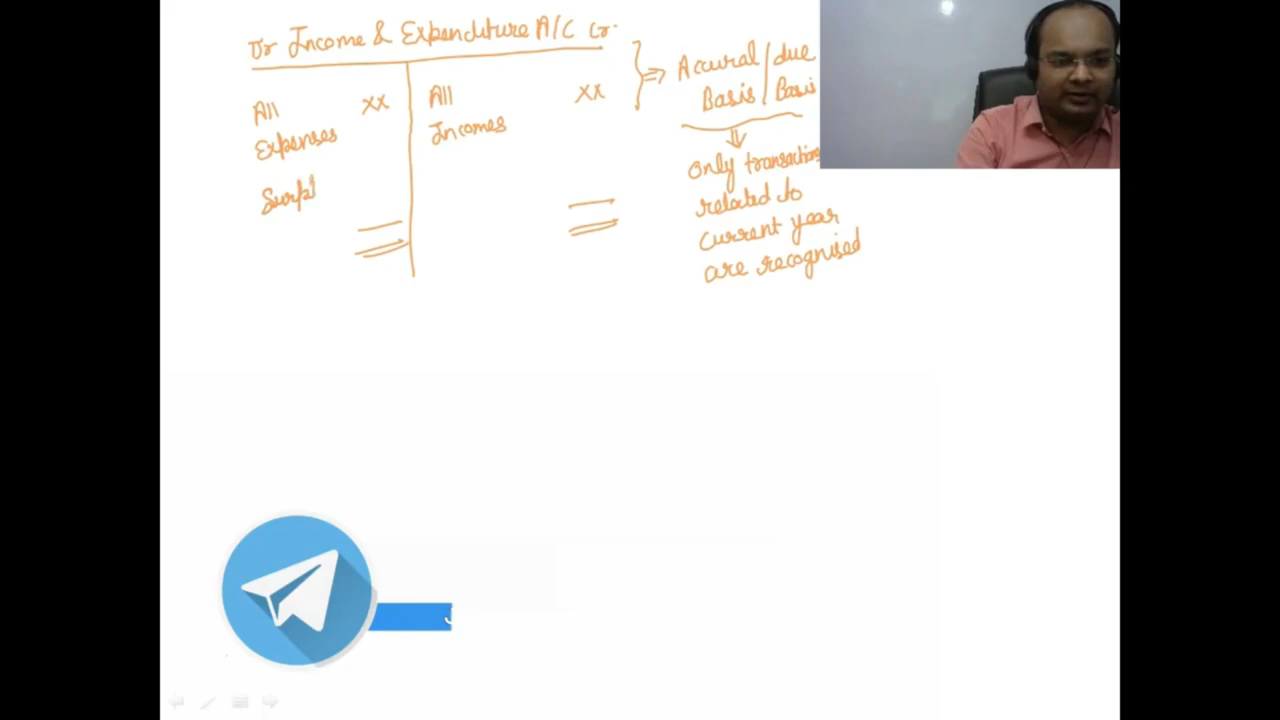 Dr Income & Expenditure A/C Cr.
All xx
Expenses
Surpl
All xx
Incomes
⇒ Accural / due
Basis / Basis
⇓
Only transactions
related to
current year
are recognised